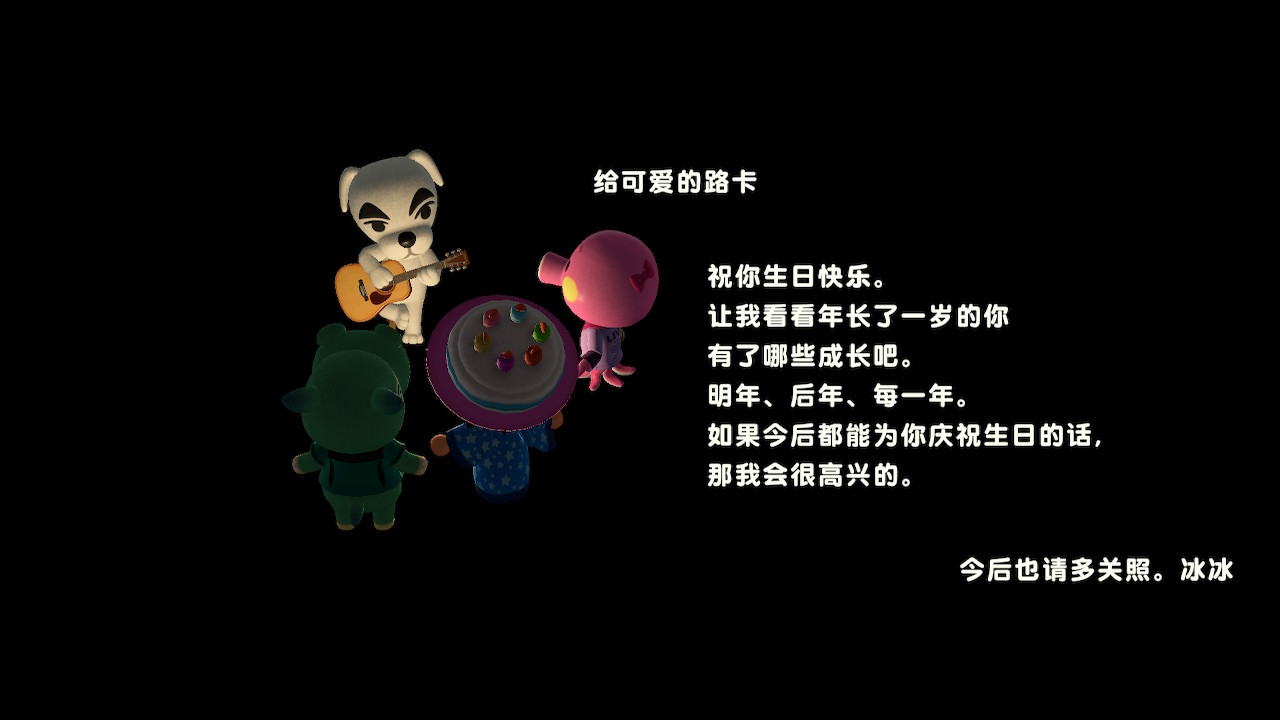 给可爱的路卡
祝你生日快乐。
让我看看年长了一岁的你
有了哪些成长吧。
明年、后年、每一年。
如果今后都能为你庆祝生日的话,
那我会很高兴的。
今后也请多关照。冰冰